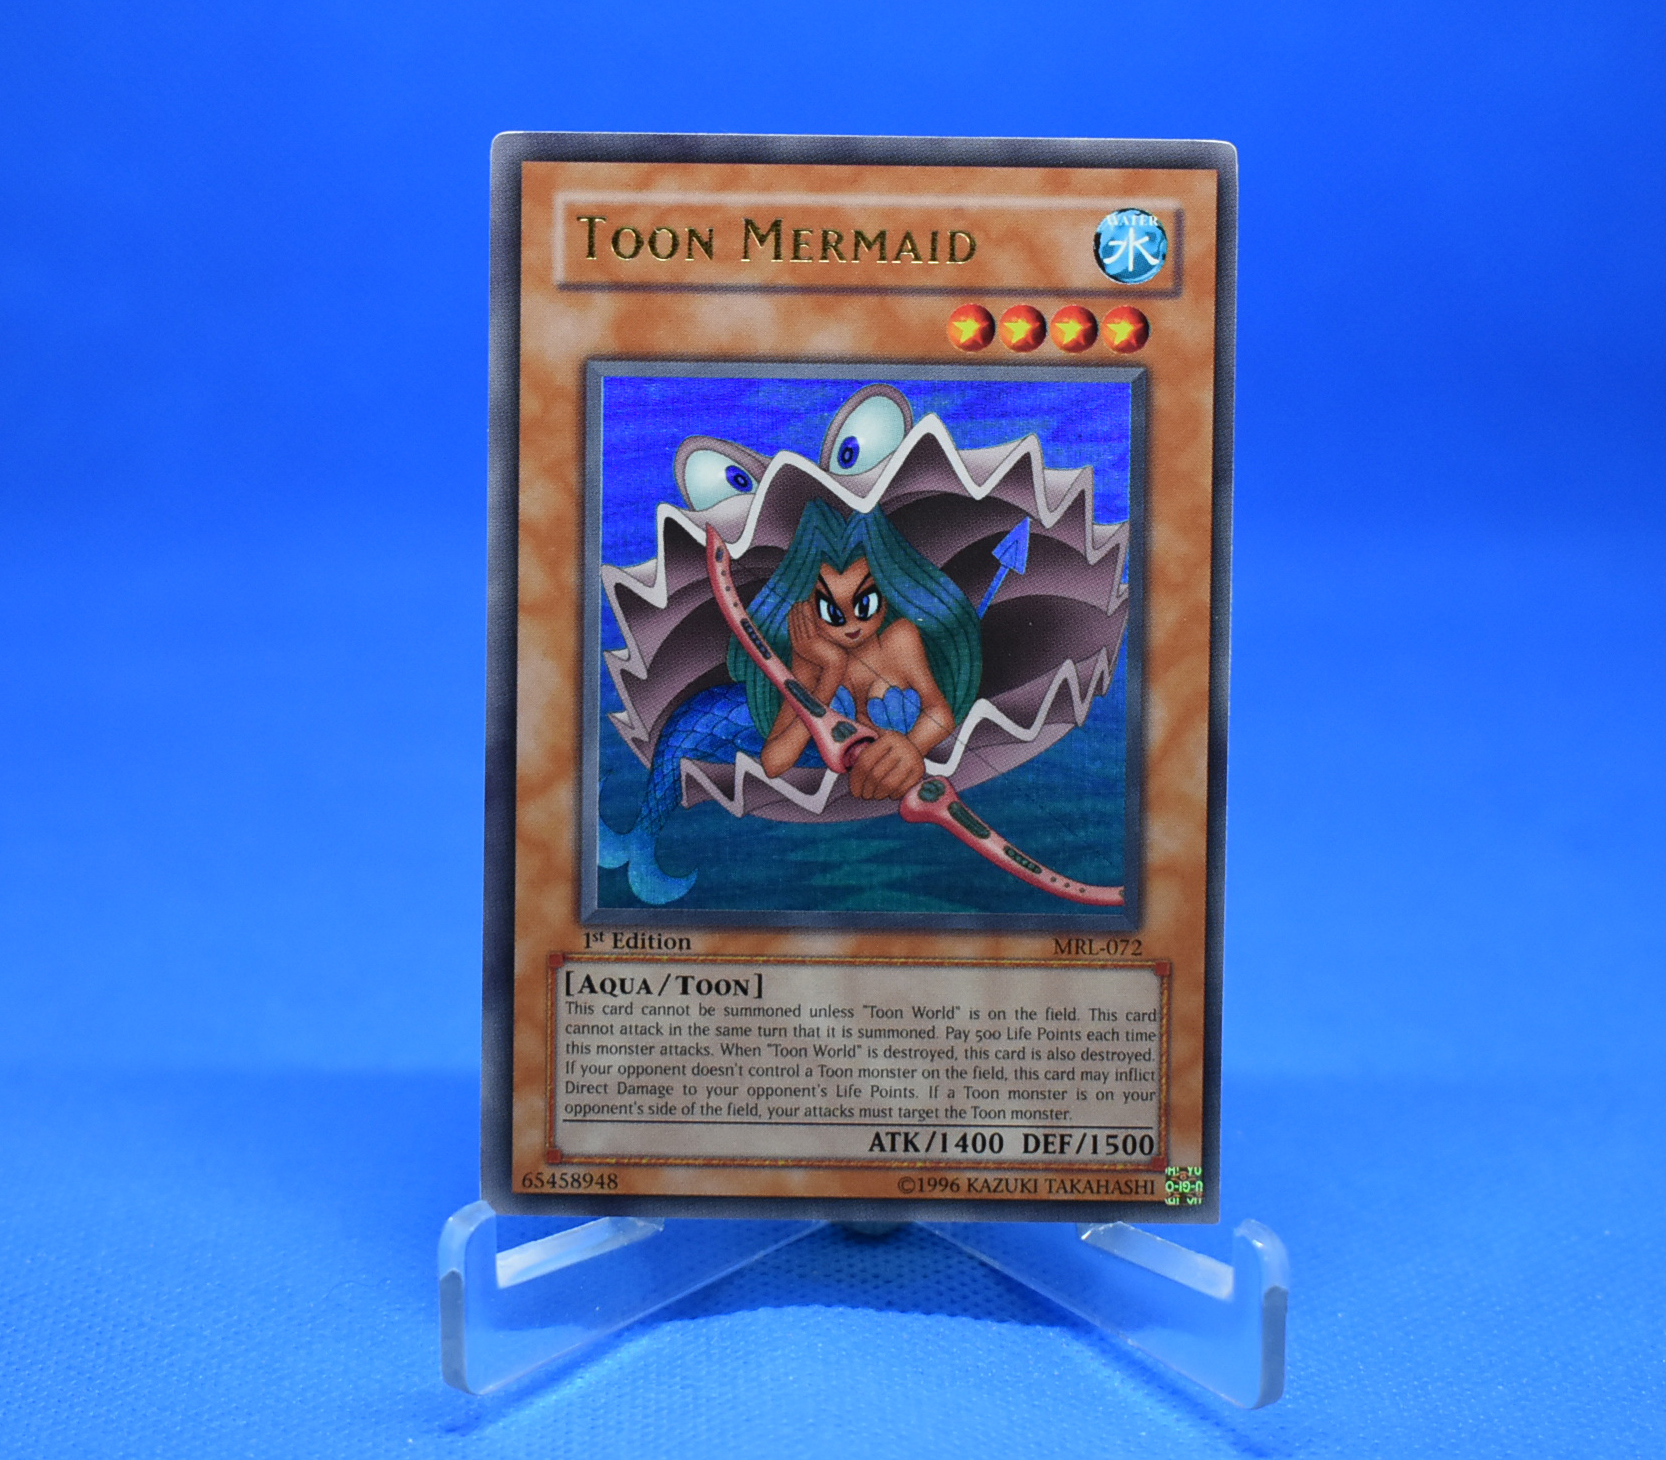 TOON MERMAID
WATER
水
1st Edition
MRL-072
[AQUA/TOON]
This card cannot be summoned unless "Toon World" is on the field. This card
cannot attack in the same turn that it is summoned. Pay 500 Life Points each time
this monster attacks. When "Toon World" is destroyed, this card is also destroyed.
If your opponent doesn't control a Toon monster on the field, this card may inflict
Direct Damage to your opponent's Life Points. If a Toon monster is on your
opponent's side of the field, your attacks must target the Toon monster.
ATK/1400 DEF/1500
65458948
©1996 KAZUKI TAKAHASHI